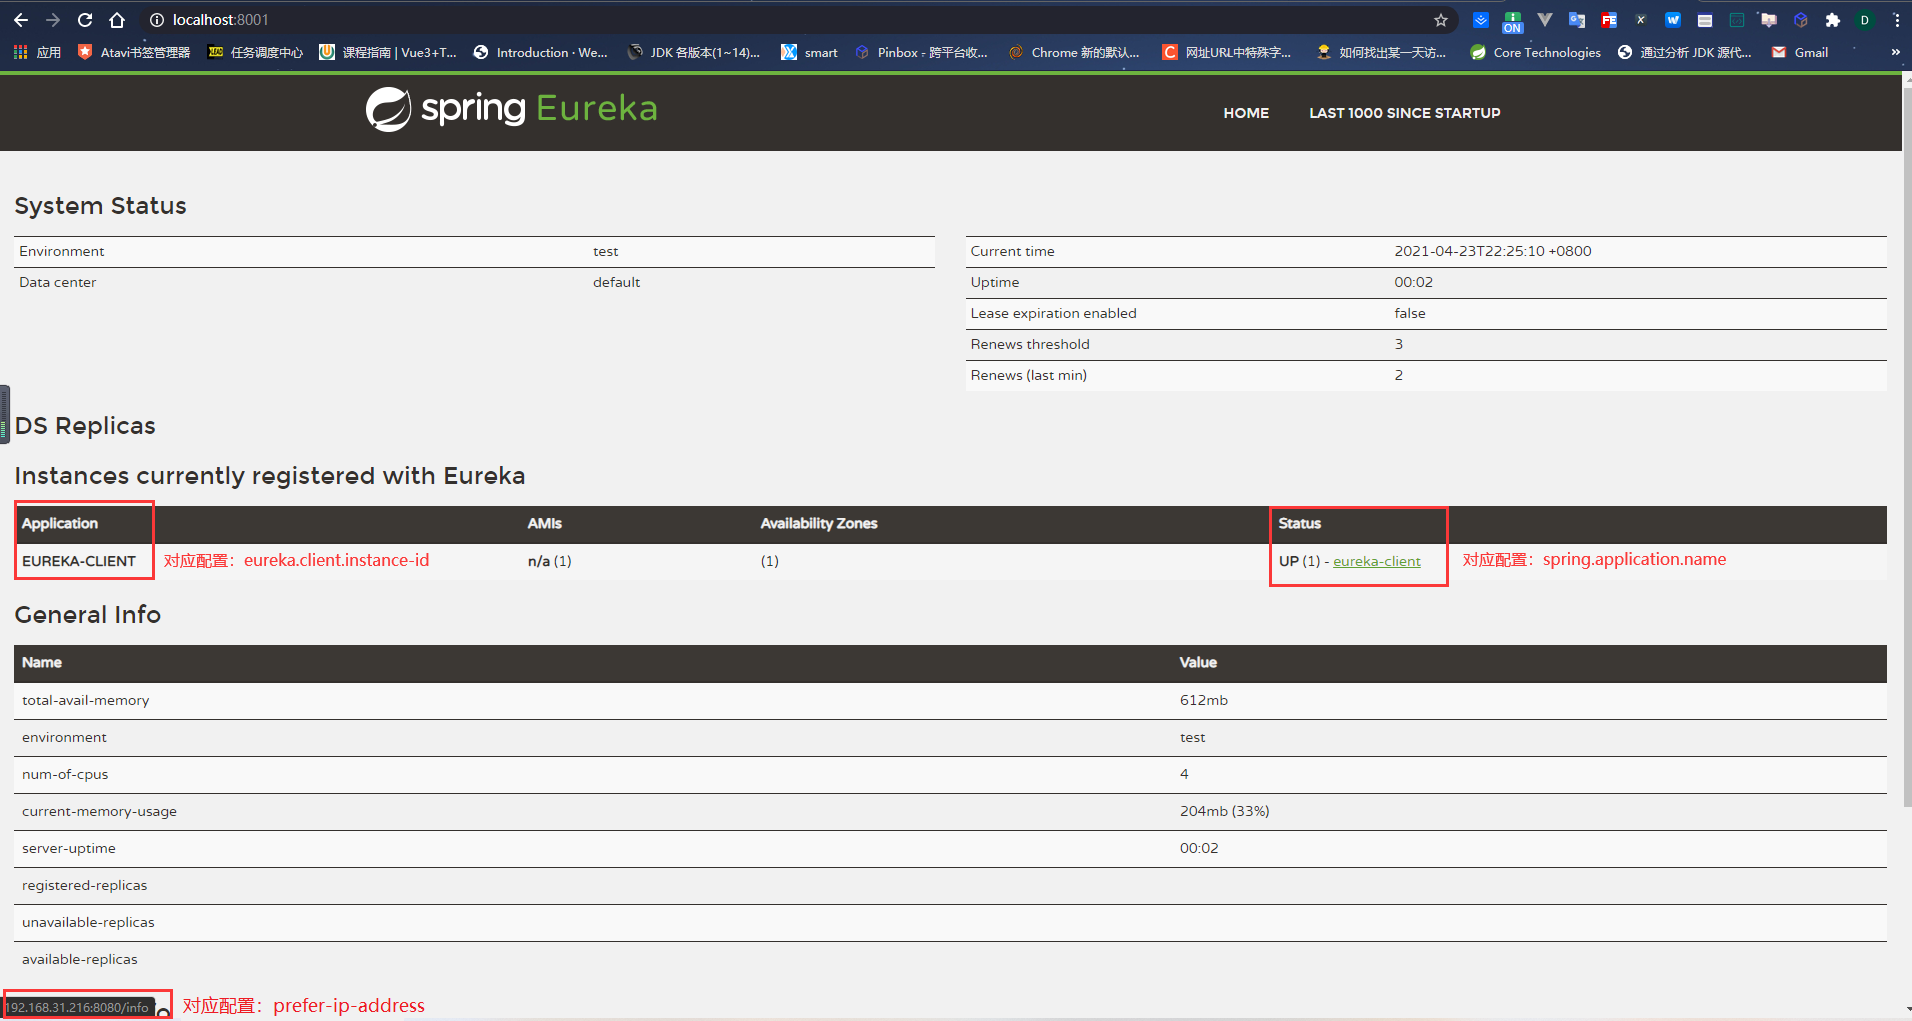 localhost:8001
ON
FE
X
W
D
应用
Atavi书签管理器
任务调度中心
课程指南 | Vue3+T...
Introduction · We...
JDK 各版本(1~14)...
smart
Pinbox - 跨平台收...
Chrome 新的默认...
C
网址URL中特殊字...
如何找出某一天访...
Core Technologies
通过分析 JDK 源代...
Gmail
»
spring Eureka
HOME
LAST 1000 SINCE STARTUP
System Status
Environment test
Data center default
Current time 2021-04-23T22:25:10 +0800
Uptime 00:02
Lease expiration enabled false
Renews threshold 3
Renews (last min) 2
DS Replicas
Instances currently registered with Eureka
Application AMIs Availability Zones Status
EUREKA-CLIENT 对应配置：eureka.client.instance-id n/a (1) (1) UP (1) - eureka-client 对应配置：spring.application.name
General Info
Name Value
total-avail-memory 612mb
environment test
num-of-cpus 4
current-memory-usage 204mb (33%)
server-uptime 00:02
registered-replicas
unavailable-replicas
available-replicas
192.168.31.216:8080/info 对应配置：prefer-ip-address